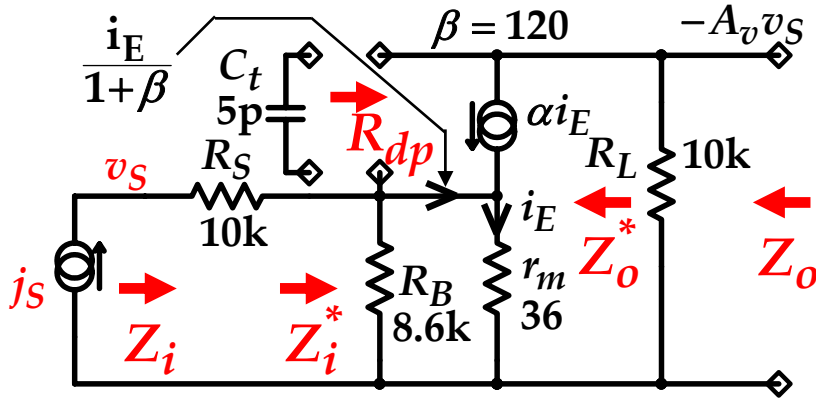 i_E
1+β
C_t
5p
β = 120
−A_v v_S
αi_E
R_dp
R_S
10k
v_S
R_L
10k
j_S
Z_i
Z_i^*
R_B
8.6k
i_E
r_m
36
Z_o^*
Z_o